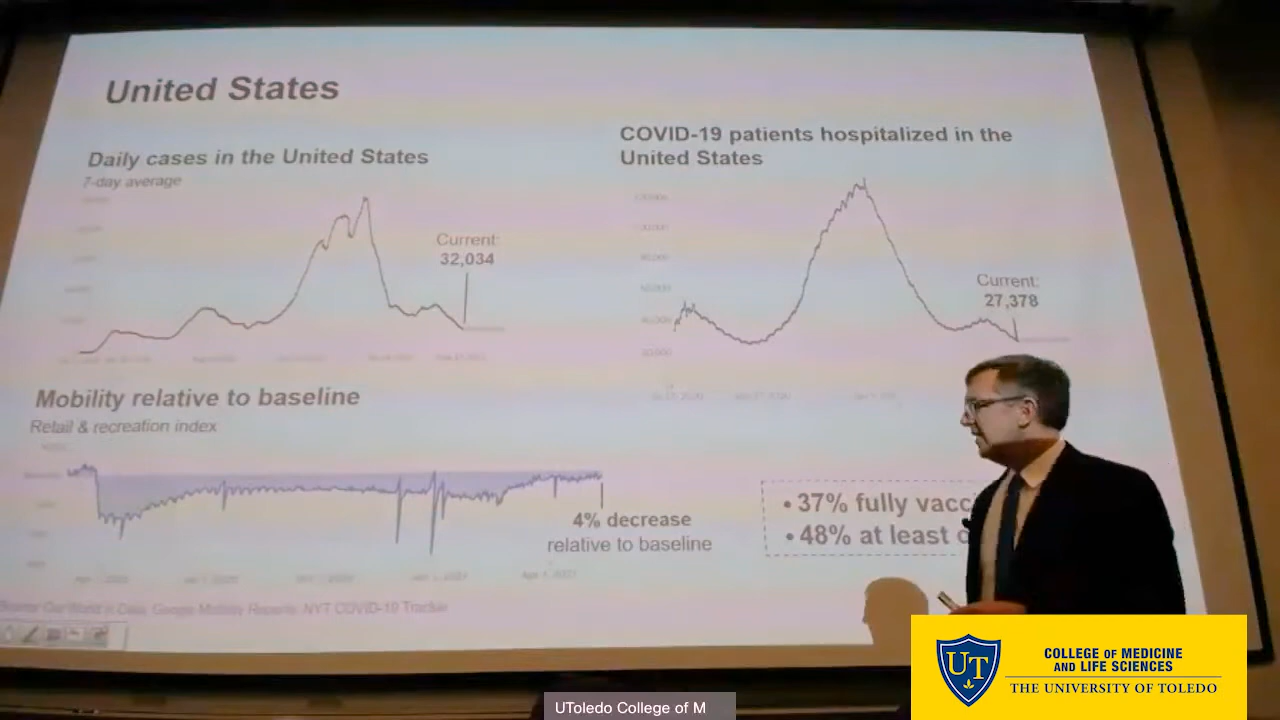 United States
Daily cases in the United States
7-day average
Current:
32,034
COVID-19 patients hospitalized in the
United States
120,000
Current:
27,378
Mobility relative to baseline
Retail & recreation index
4% decrease
relative to baseline
• 37% fully vacc
• 48% at least
Source: Our World in Data, Google Mobility Reports, NYT COVID-19 Tracker
UT
COLLEGE OF MEDICINE
AND LIFE SCIENCES
THE UNIVERSITY OF TOLEDO
UToledo College of M